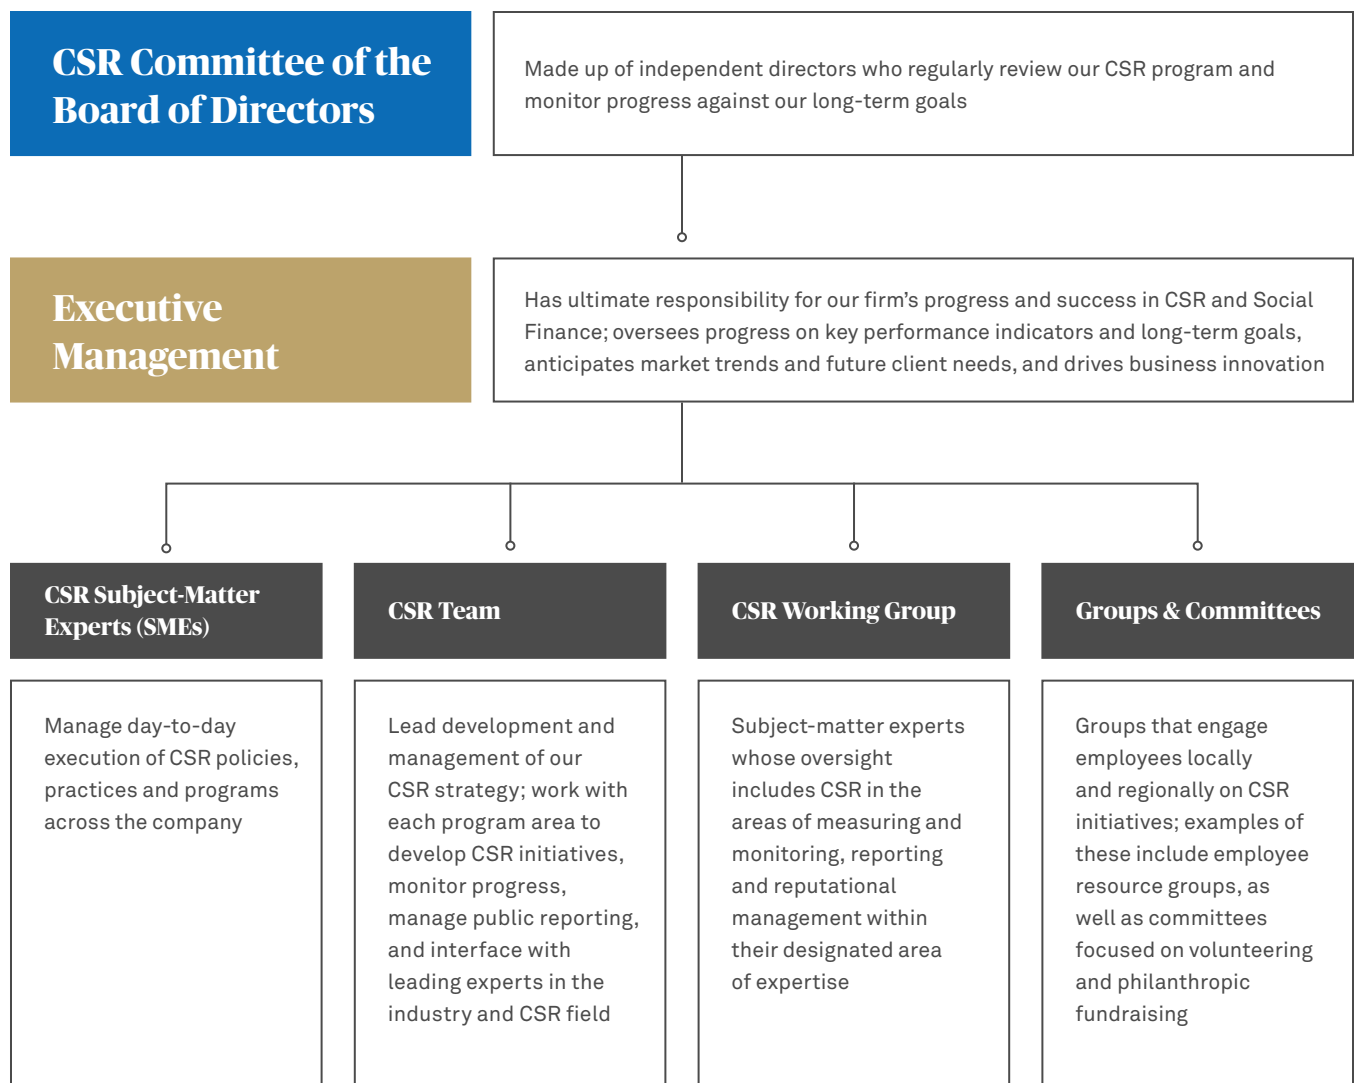 CSR Committee of the
Board of Directors
Made up of independent directors who regularly review our CSR program and
monitor progress against our long-term goals
Executive
Management
Has ultimate responsibility for our firm's progress and success in CSR and Social
Finance; oversees progress on key performance indicators and long-term goals,
anticipates market trends and future client needs, and drives business innovation
CSR Subject-Matter
Experts (SMEs)
Manage day-to-day
execution of CSR policies,
practices and programs
across the company
CSR Team
Lead development and
management of our
CSR strategy; work with
each program area to
develop CSR initiatives,
monitor progress,
manage public reporting,
and interface with
leading experts in the
industry and CSR field
CSR Working Group
Subject-matter experts
whose oversight
includes CSR in the
areas of measuring and
monitoring, reporting
and reputational
management within
their designated area
of expertise
Groups & Committees
Groups that engage
employees locally
and regionally on CSR
initiatives; examples of
these include employee
resource groups, as
well as committees
focused on volunteering
and philanthropic
fundraising